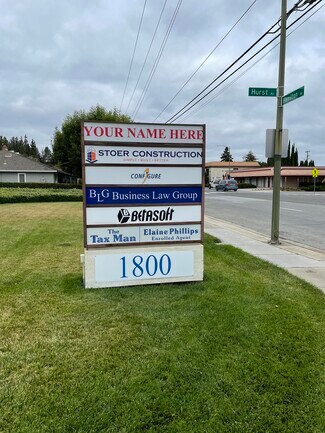 YOUR NAME HERE
STOER CONSTRUCTION
CONFIGURE
BLG Business Law Group
BETASOFT
The Tax Man
Elaine Phillips
Enrolled Agent
1800
Hurst